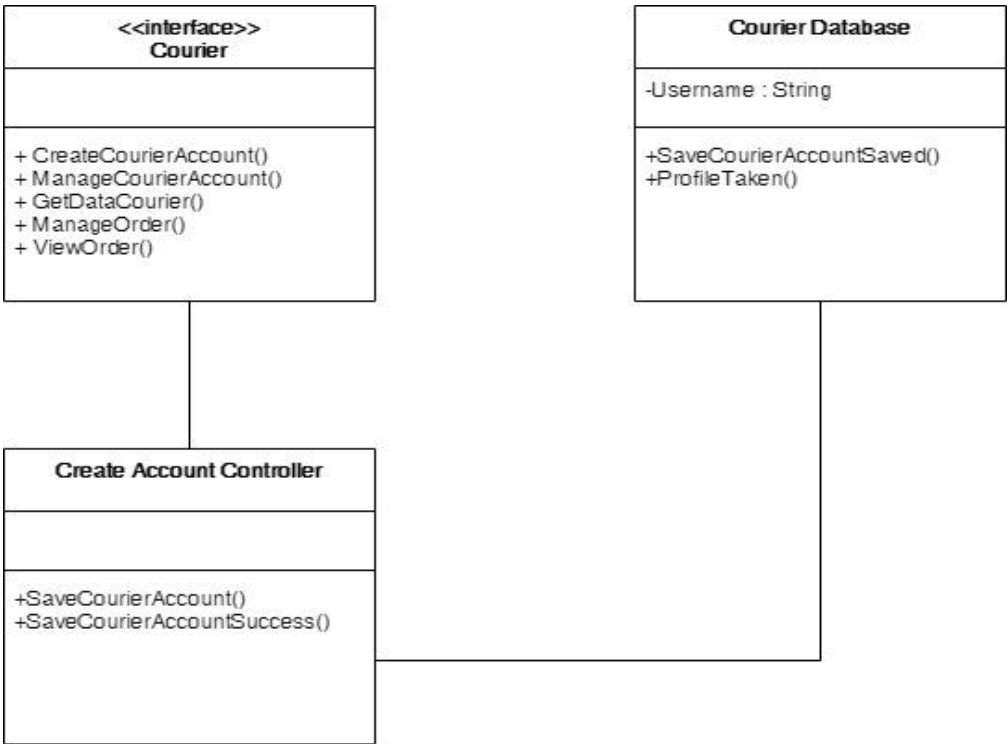 <<interface>>
Courier
+ CreateCourierAccount()
+ ManageCourierAccount()
+ GetDataCourier()
+ ManageOrder()
+ ViewOrder()
Courier Database
-Username : String
+SaveCourierAccountSaved()
+ProfileTaken()
Create Account Controller
+SaveCourierAccount()
+SaveCourierAccountSuccess()